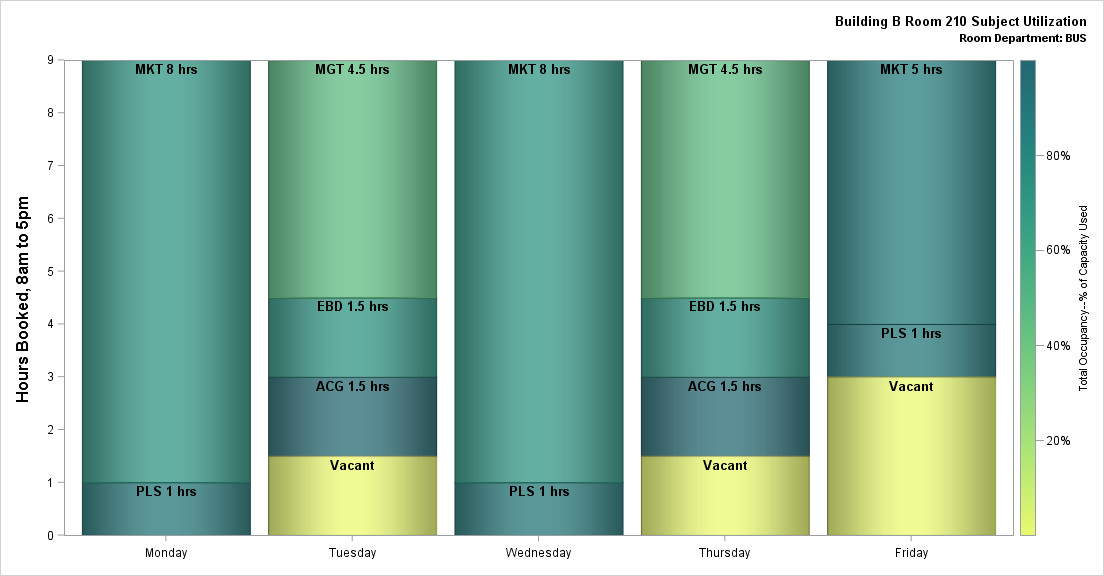 Building B Room 210 Subject Utilization
Room Department: BUS
Hours Booked, 8am to 5pm
9
8
7
6
5
4
3
2
1
0
MKT 8 hrs
PLS 1 hrs
MGT 4.5 hrs
EBD 1.5 hrs
ACG 1.5 hrs
Vacant
MKT 8 hrs
PLS 1 hrs
MGT 4.5 hrs
EBD 1.5 hrs
ACG 1.5 hrs
Vacant
MKT 5 hrs
PLS 1 hrs
Vacant
Monday
Tuesday
Wednesday
Thursday
Friday
80%
60%
40%
20%
Total Occupancy--% of Capacity Used